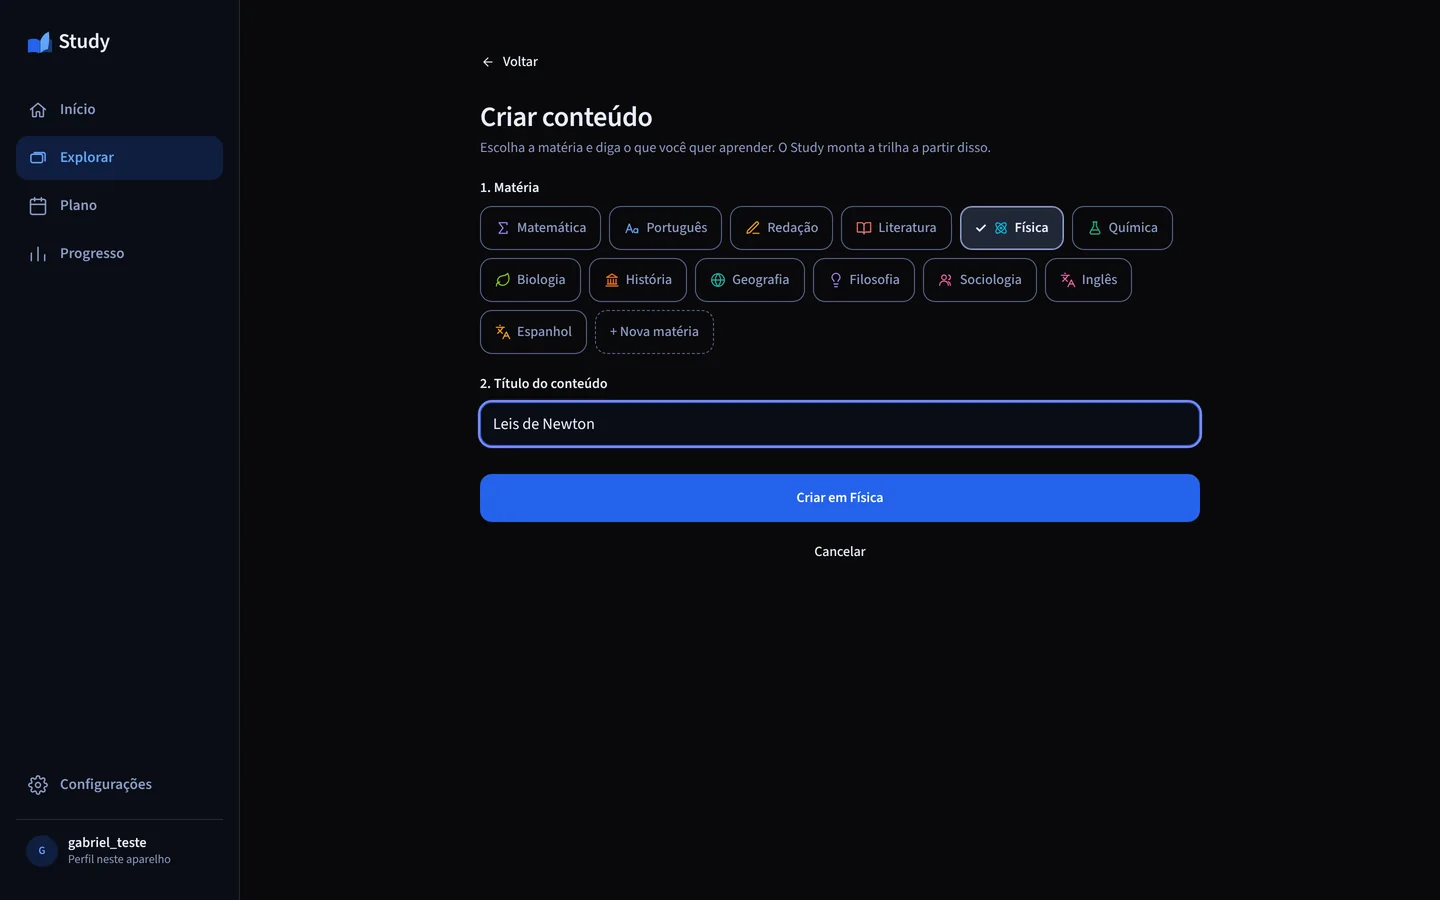 Study
Início
Explorar
Plano
Progresso
Configurações
G
gabriel_teste
Perfil neste aparelho
← Voltar
Criar conteúdo
Escolha a matéria e diga o que você quer aprender. O Study monta a trilha a partir disso.
1. Matéria
Matemática Português Redação Literatura Física Química
Biologia História Geografia Filosofia Sociologia Inglês
Espanhol + Nova matéria
2. Título do conteúdo
Leis de Newton
Criar em Física
Cancelar